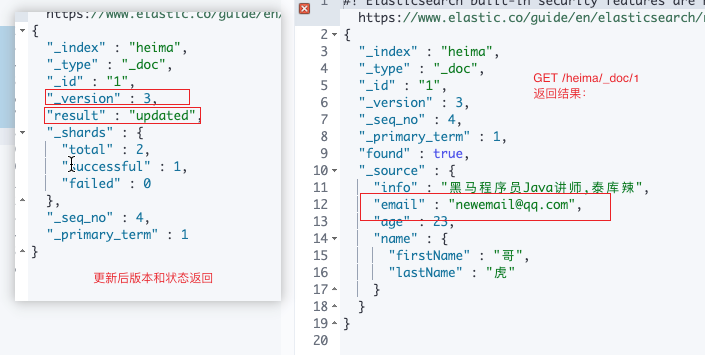 https://www.elastic.co/guide/en/
{
"_index" : "heima",
"_type" : "_doc",
"_id" : "1",
"_version" : 3,
"result" : "updated",
"_shards" : {
"total" : 2,
"successful" : 1,
"failed" : 0
},
"_seq_no" : 4,
"_primary_term" : 1
}
更新后版本和状态返回
1 #! Elasticsearch built-in security features are
https://www.elastic.co/guide/en/elasticsearch/
2 {
3 "_index" : "heima",
4 "_type" : "_doc",
5 "_id" : "1",
6 "_version" : 3,
7 "_seq_no" : 4,
8 "_primary_term" : 1,
9 "found" : true,
10 "_source" : {
11 "info" : "黑马程序员Java讲师,泰库辣",
12 "email" : "newemail@qq.com",
13 "age" : 23,
14 "name" : {
15 "firstName" : "哥",
16 "lastName" : "虎"
17 }
18 }
19 }
20
GET /heima/_doc/1
返回结果：